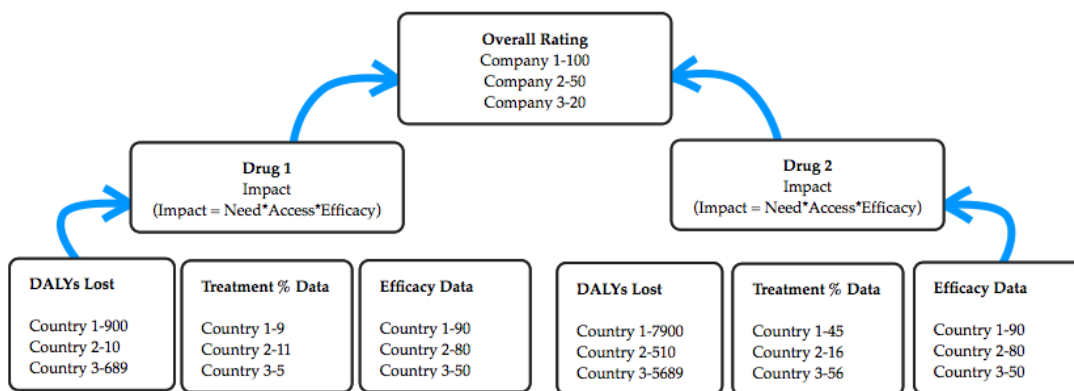 Overall Rating
Company 1-100
Company 2-50
Company 3-20
Drug 1
Impact
(Impact = Need*Access*Efficacy)
Drug 2
Impact
(Impact = Need*Access*Efficacy)
DALYs Lost
Country 1-900
Country 2-10
Country 3-689
Treatment % Data
Country 1-9
Country 2-11
Country 3-5
Efficacy Data
Country 1-90
Country 2-80
Country 3-50
DALYs Lost
Country 1-7900
Country 2-510
Country 3-5689
Treatment % Data
Country 1-45
Country 2-16
Country 3-56
Efficacy Data
Country 1-90
Country 2-80
Country 3-50